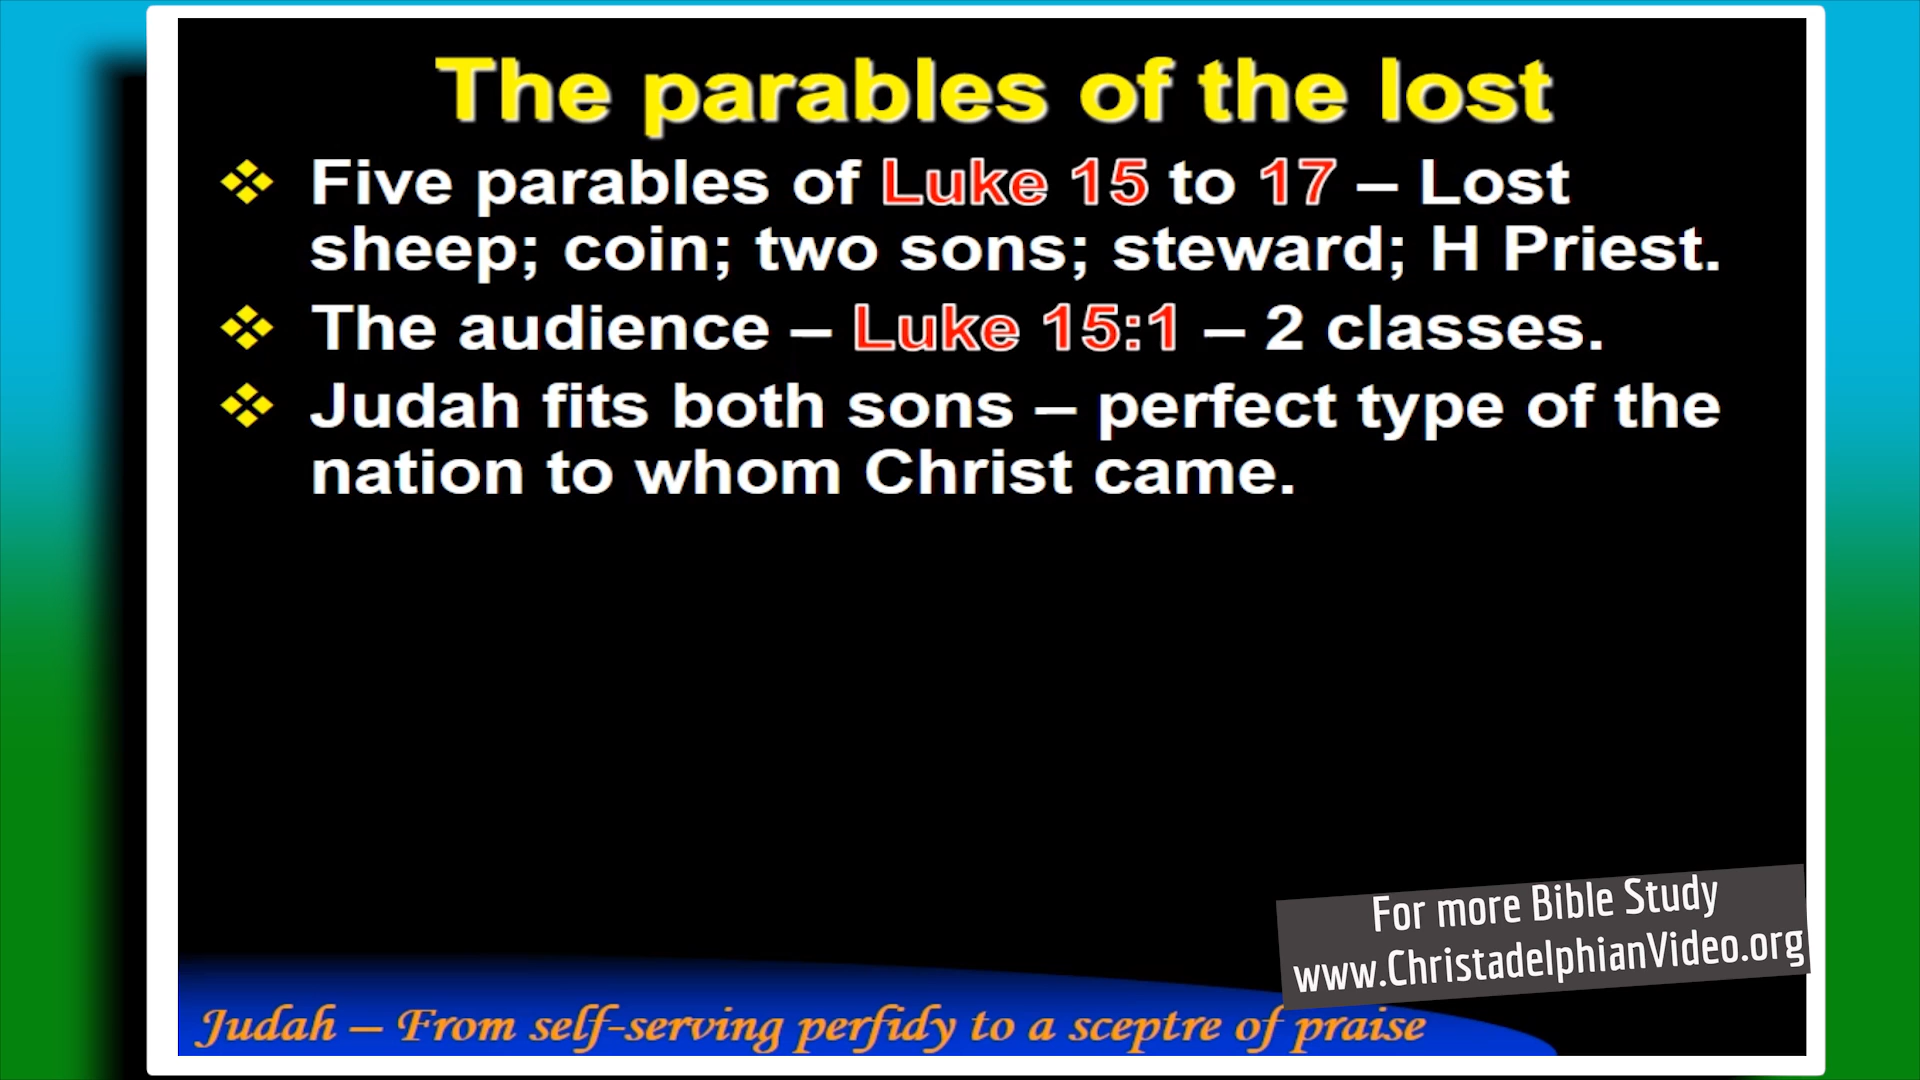 The parables of the lost
Five parables of Luke 15 to 17 – Lost
sheep; coin; two sons; steward; H Priest.
The audience – Luke 15:1 – 2 classes.
Judah fits both sons – perfect type of the
nation to whom Christ came.
For more Bible Study
www.ChristadelphianVideo.org
Judah – From self-serving perfidy to a sceptre of praise